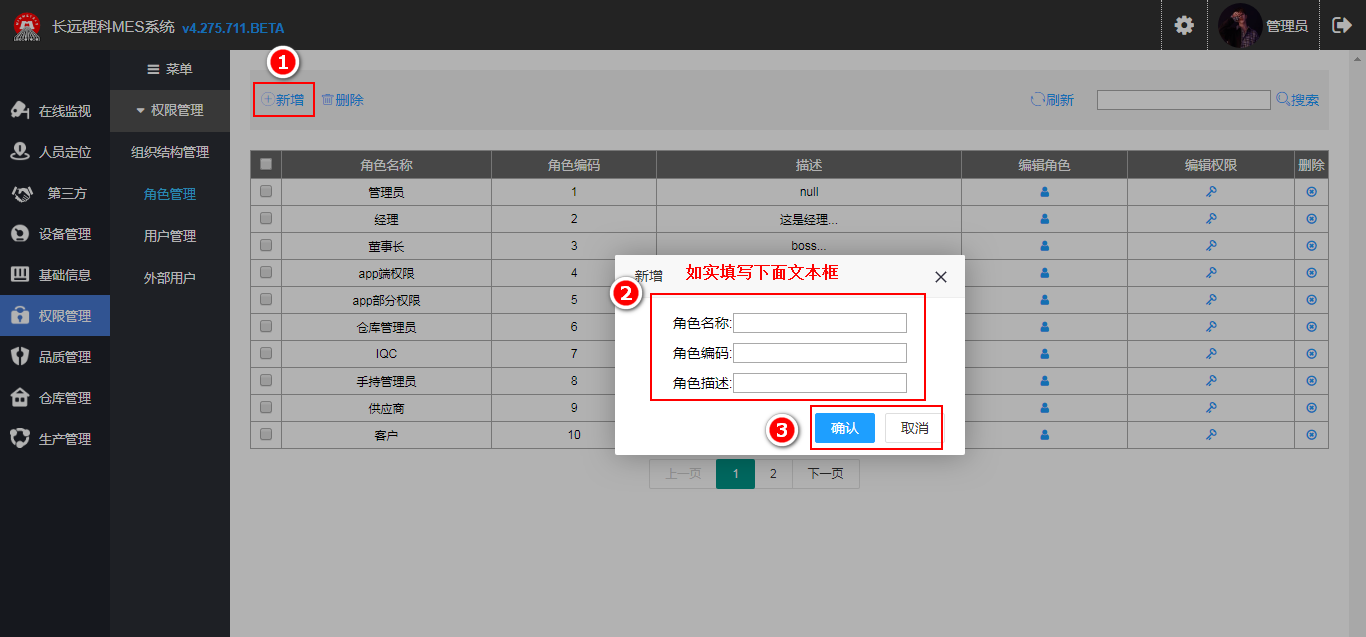 长远锂科MES系统 v4.275.711.BETA 管理员
菜单
1
在线监视
人员定位
第三方
设备管理
基础信息
权限管理
品质管理
仓库管理
生产管理
权限管理
组织结构管理
角色管理
用户管理
外部用户
新增 删除 刷新 搜索
角色名称 角色编码 描述 编辑角色 编辑权限 删除
管理员 1 null
经理 2 这是经理...
董事长 3 boss...
app端权限 4
app部分权限 5
仓库管理员 6
IQC 7
手持管理员 8
供应商 9
客户 10
新增 如实填写下面文本框
2
角色名称:
角色编码:
角色描述:
3 确认 取消
上一页 1 2 下一页